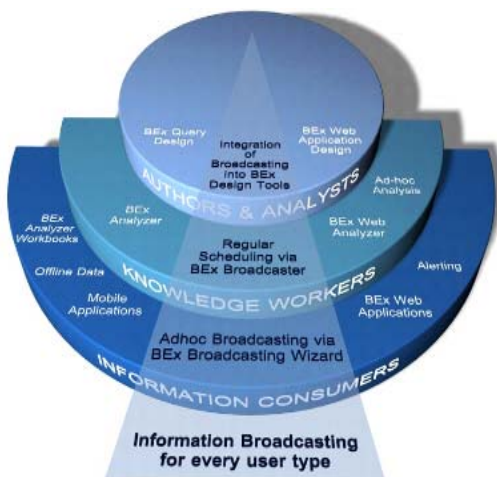 BEx Query
Design
BEx Web
Application
Design
Integration
of
Broadcasting
into BEx
Design Tools
AUTHORS & ANALYSTS
BEx
Analyzer
Regular
Scheduling via
BEx Broadcaster
Ad-hoc
Analysis
BEx Web
Analyzer
KNOWLEDGE WORKERS
BEx
Analyzer
Workbooks
Offline Data
Mobile
Applications
Adhoc Broadcasting via
BEx Broadcasting Wizard
Alerting
BEx Web
Applications
INFORMATION CONSUMERS
Information Broadcasting
for every user type